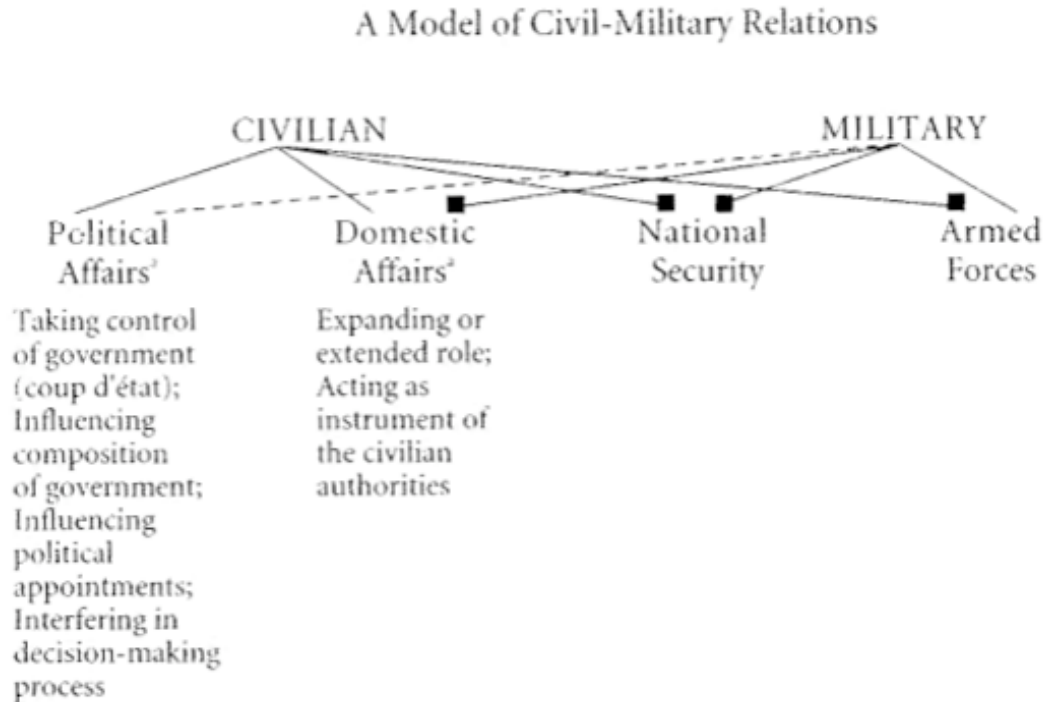 A Model of Civil-Military Relations
CIVILIAN
MILITARY
Political
Affairsª
Domestic
Affairsª
National
Security
Armed
Forces
Taking control
of government
(coup d'état);
Influencing
composition
of government;
Influencing
political
appointments;
Interfering in
decision-making
process
Expanding or
extended role;
Acting as
instrument of
the civilian
authorities